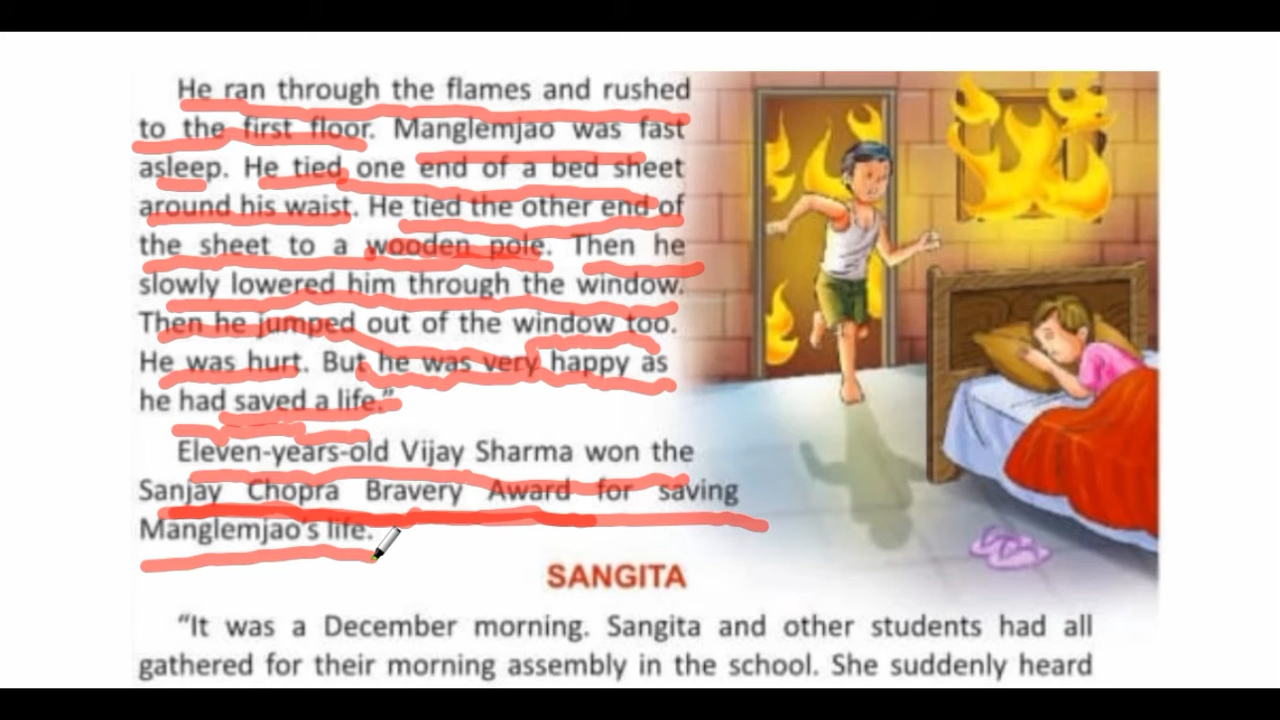 He ran through the flames and rushed
to the first floor. Manglemjao was fast
asleep. He tied one end of a bed sheet
around his waist. He tied the other end of
the sheet to a wooden pole. Then he
slowly lowered him through the window.
Then he jumped out of the window too.
He was hurt. But he was very happy as
he had saved a life.”
Eleven-years-old Vijay Sharma won the
Sanjay Chopra Bravery Award for saving
Manglemjao's life.
SANGITA
“It was a December morning. Sangita and other students had all
gathered for their morning assembly in the school. She suddenly heard